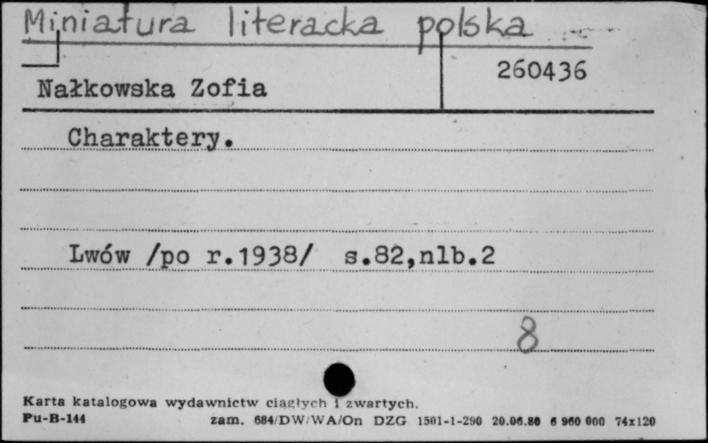 Miniatura literacka polska
260436
Nałkowska Zofia
Charaktery.
Lwów /po r.1938/ s.82,nlb.2
8
Karta katalogowa wydawnictw ciągłych i zwartych.
Pu-B-144 zam. 684/DW/WA/On DZG 1501-1-290 20.06.80 6 960 000 74x120